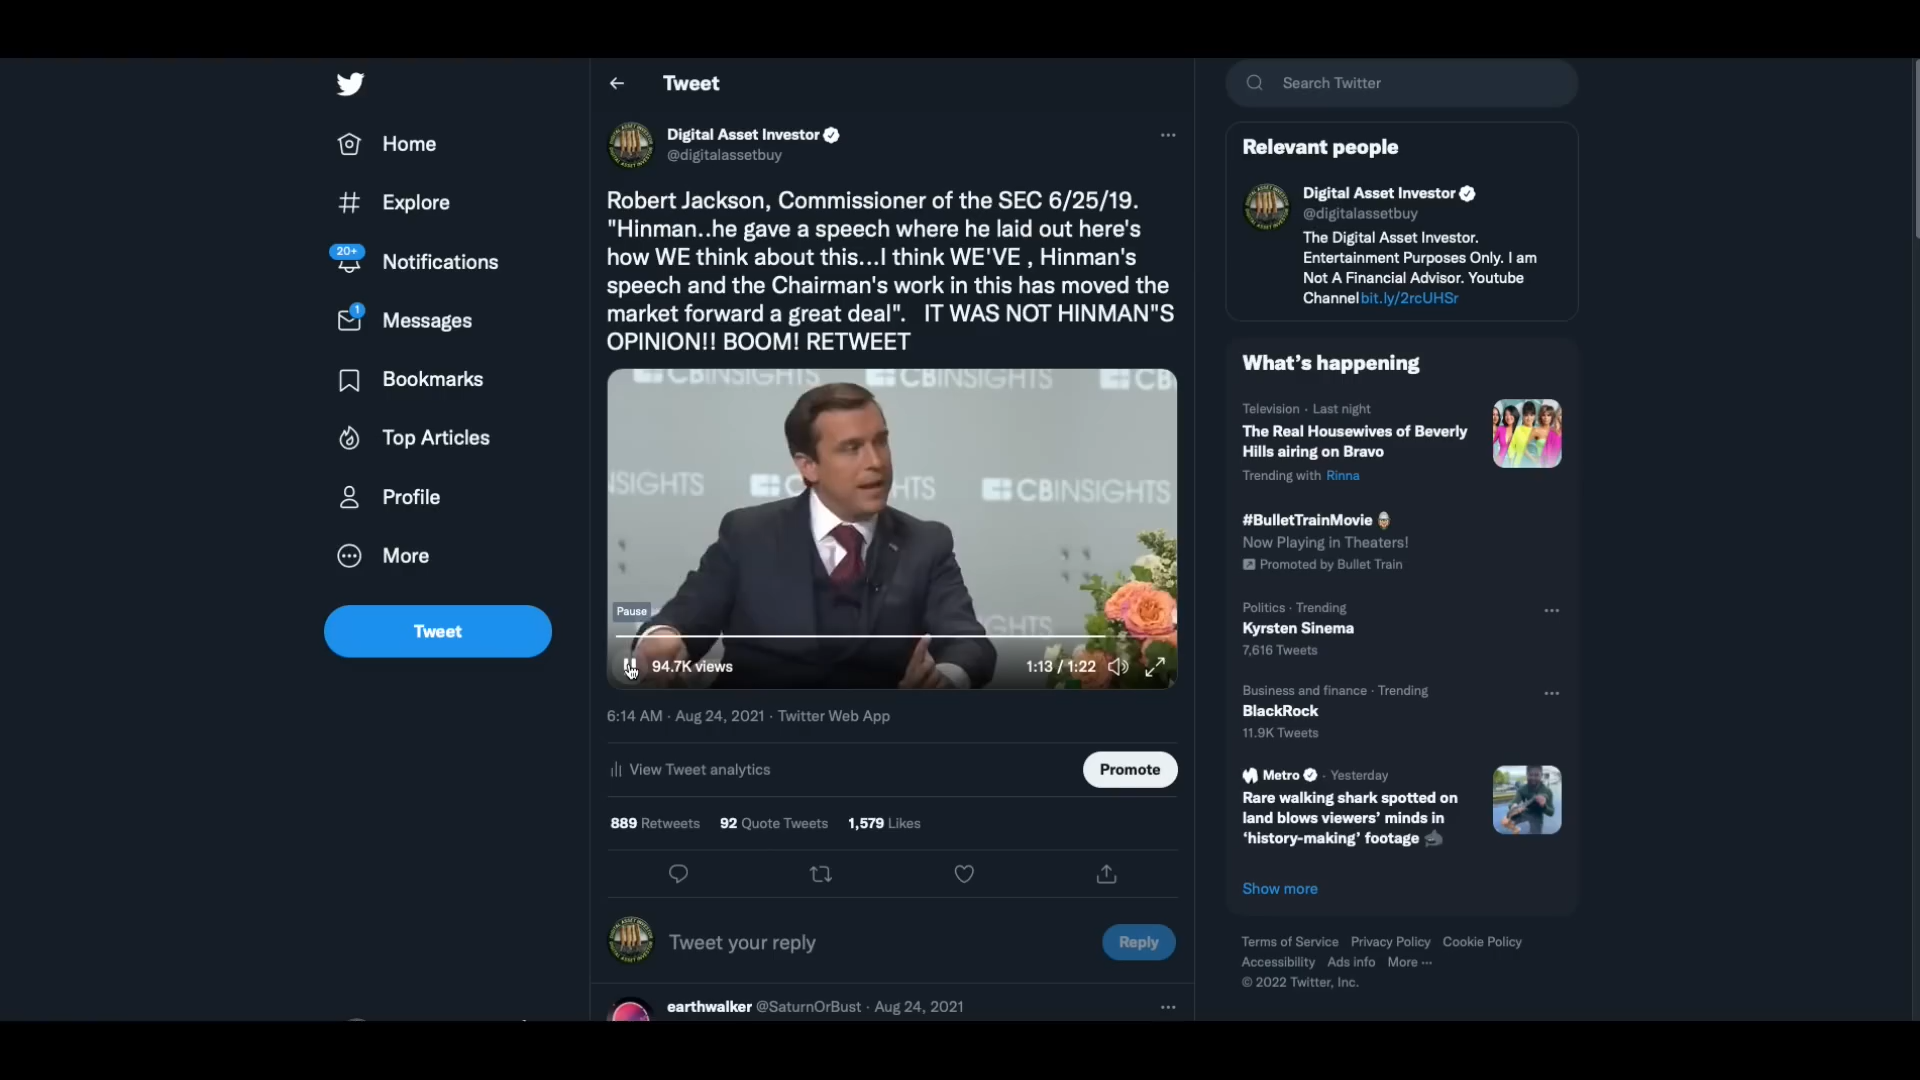 Home
Explore
20+
Notifications
1
Messages
Bookmarks
Top Articles
Profile
More
Tweet
Tweet
Digital Asset Investor
@digitalassetbuy
Robert Jackson, Commissioner of the SEC 6/25/19.
"Hinman..he gave a speech where he laid out here's
how WE think about this...I think WE'VE , Hinman's
speech and the Chairman's work in this has moved the
market forward a great deal".   IT WAS NOT HINMAN"S
OPINION!! BOOM! RETWEET
CBINSIGHTS CBINSIGHTS CB
INSIGHTS C HTS CBINSIGHTS
GHTS
Pause
94.7K views
1:13 / 1:22
6:14 AM · Aug 24, 2021 · Twitter Web App
View Tweet analytics
Promote
889 Retweets 92 Quote Tweets 1,579 Likes
Tweet your reply
Reply
earthwalker @SaturnOrBust · Aug 24, 2021
Search Twitter
Relevant people
Digital Asset Investor
@digitalassetbuy
The Digital Asset Investor.
Entertainment Purposes Only. I am
Not A Financial Advisor. Youtube
Channel bit.ly/2rcUHSr
What's happening
Television · Last night
The Real Housewives of Beverly
Hills airing on Bravo
Trending with Rinna
#BulletTrainMovie
Now Playing in Theaters!
Promoted by Bullet Train
Politics · Trending
Kyrsten Sinema
7,616 Tweets
Business and finance · Trending
BlackRock
11.9K Tweets
Metro · Yesterday
Rare walking shark spotted on
land blows viewers' minds in
'history-making' footage
Show more
Terms of Service Privacy Policy Cookie Policy
Accessibility Ads info More ···
© 2022 Twitter, Inc.